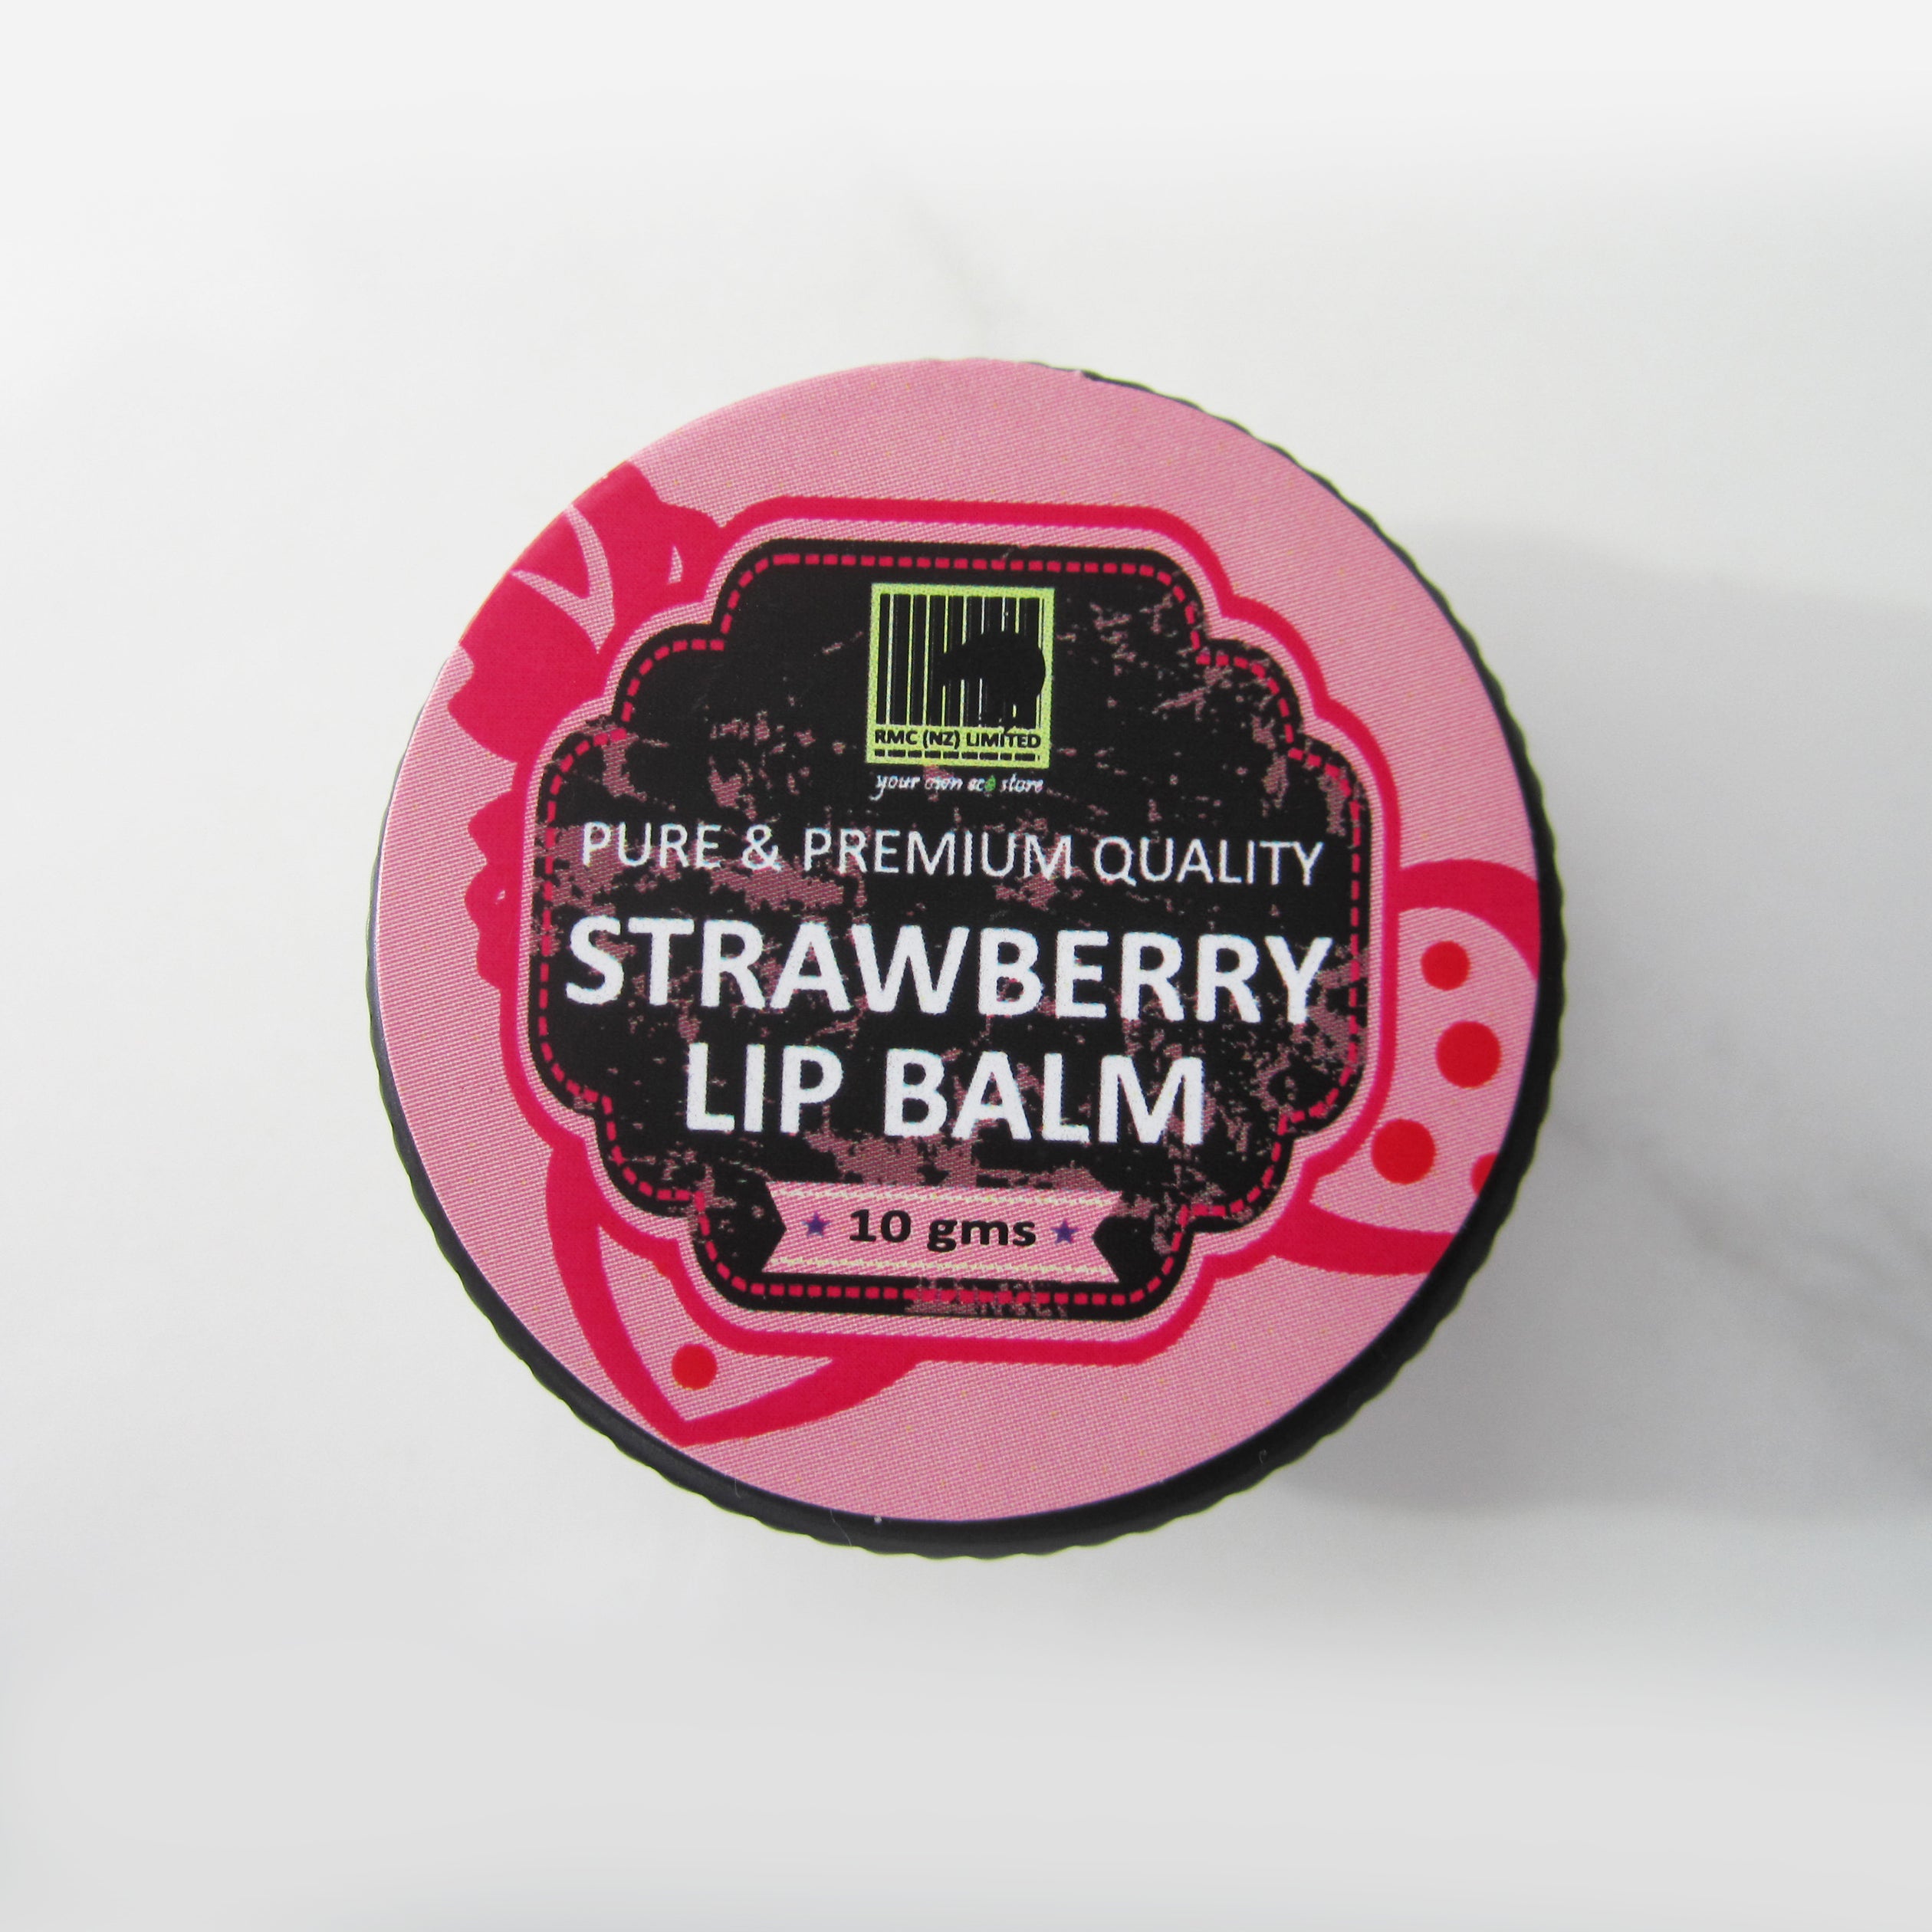 RMC (NZ) LIMITED
your own eco store
PURE & PREMIUM QUALITY
STRAWBERRY
LIP BALM
10 gms